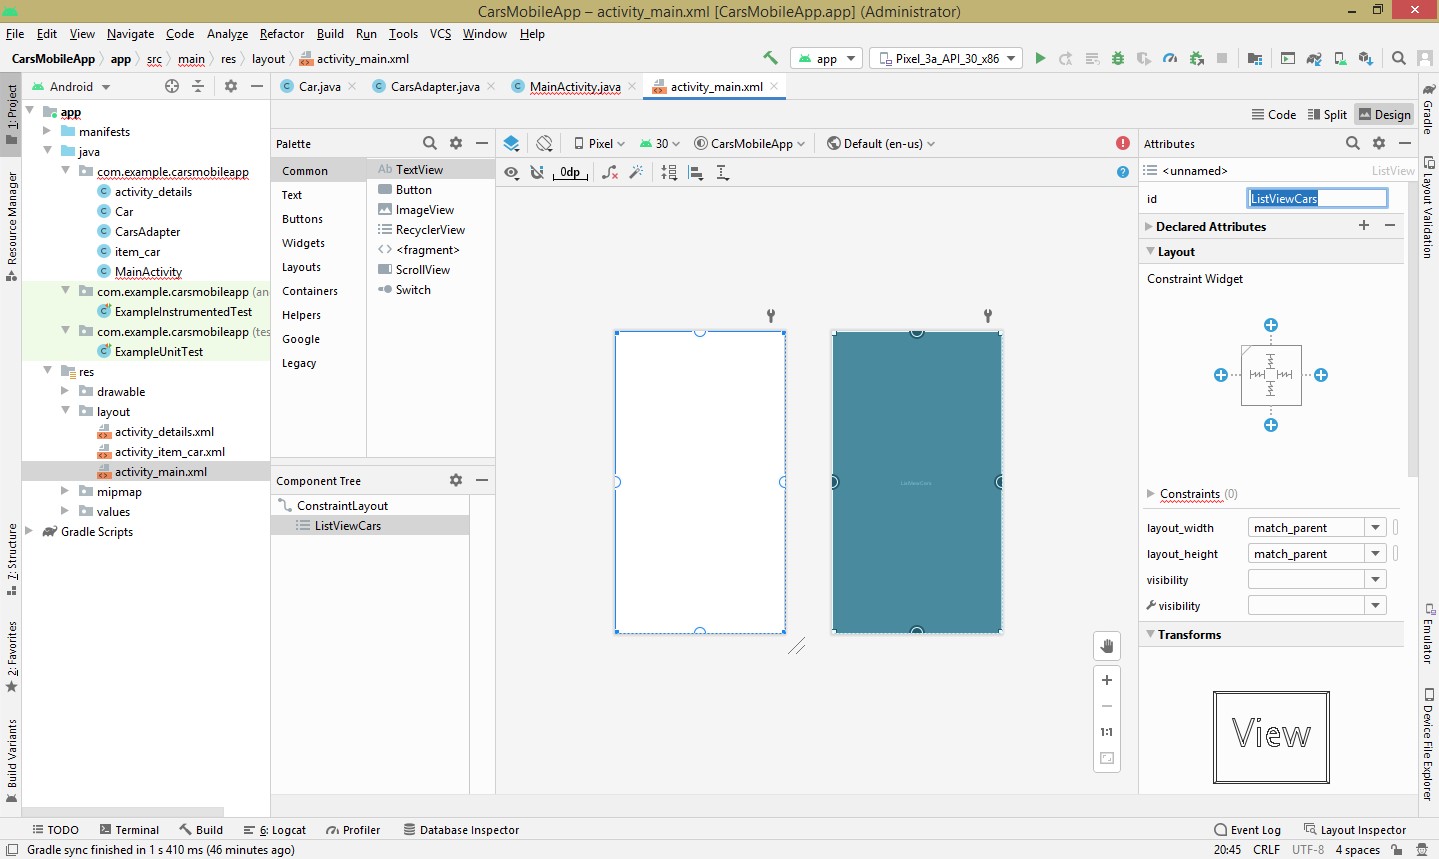 CarsMobileApp – activity_main.xml [CarsMobileApp.app] (Administrator)
File Edit View Navigate Code Analyze Refactor Build Run Tools VCS Window Help
CarsMobileApp app src main res layout activity_main.xml
app Pixel_3a_API_30_x86
Android
Car.java CarsAdapter.java MainActivity.java activity_main.xml
Code Split Design
1: Project
Resource Manager
7: Structure
2: Favorites
Build Variants
app
manifests
java
com.example.carsmobileapp
activity_details
Car
CarsAdapter
item_car
MainActivity
com.example.carsmobileapp (an
ExampleInstrumentedTest
com.example.carsmobileapp (tes
ExampleUnitTest
res
drawable
layout
activity_details.xml
activity_item_car.xml
activity_main.xml
mipmap
values
Gradle Scripts
Palette
Common
Text
Buttons
Widgets
Layouts
Containers
Helpers
Google
Legacy
Ab TextView
Button
ImageView
RecyclerView
<fragment>
ScrollView
Switch
Component Tree
ConstraintLayout
ListViewCars
Pixel 30 CarsMobileApp Default (en-us)
0dp
ListViewCars
1:1
Attributes
<unnamed> ListView
id ListViewCars
Declared Attributes
Layout
Constraint Widget
Constraints (0)
layout_width match_parent
layout_height match_parent
visibility
visibility
Transforms
View
Gradle
Layout Validation
Emulator
Device File Explorer
TODO Terminal Build 6: Logcat Profiler Database Inspector Event Log Layout Inspector
Gradle sync finished in 1 s 410 ms (46 minutes ago) 20:45 CRLF UTF-8 4 spaces